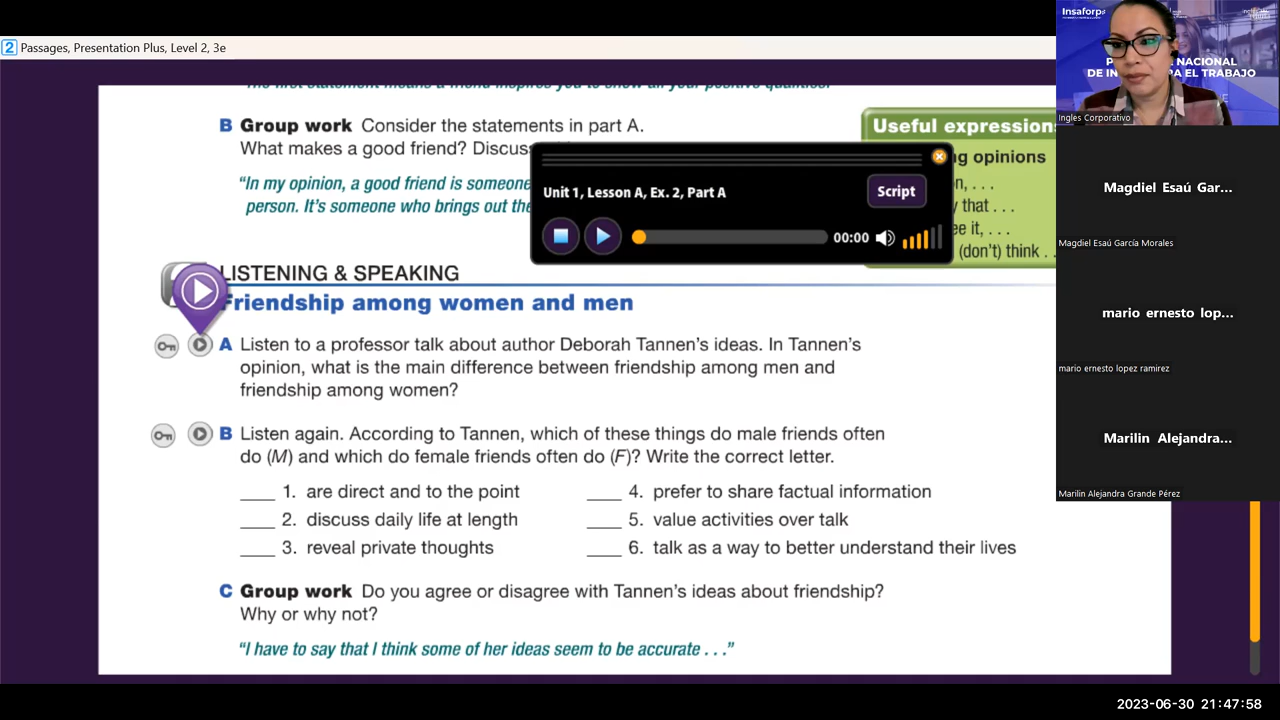 2 Passages, Presentation Plus, Level 2, 3e
B Group work Consider the statements in part A.
What makes a good friend? Discuss
"In my opinion, a good friend is someone
person. It's someone who brings out the
Useful expression
ng opinions
Unit 1, Lesson A, Ex. 2, Part A
Script
00:00
LISTENING & SPEAKING
Friendship among women and men
A Listen to a professor talk about author Deborah Tannen's ideas. In Tannen's
opinion, what is the main difference between friendship among men and
friendship among women?
B Listen again. According to Tannen, which of these things do male friends often
do (M) and which do female friends often do (F)? Write the correct letter.
____ 1. are direct and to the point
____ 2. discuss daily life at length
____ 3. reveal private thoughts
____ 4. prefer to share factual information
____ 5. value activities over talk
____ 6. talk as a way to better understand their lives
C Group work Do you agree or disagree with Tannen's ideas about friendship?
Why or why not?
"I have to say that I think some of her ideas seem to be accurate . . ."
n, . . .
y that . . .
ee it, . . .
(don't) think . .
Insaforp
NACIONAL
DE IN PA EL TRABAJO
Ingles Corporativo
Magdiel Esaú Gar...
Magdiel Esaú García Morales
mario ernesto lop...
mario ernesto lopez ramirez
Marilin Alejandra...
Marilin Alejandra Grande Pérez
2023-06-30 21:47:58